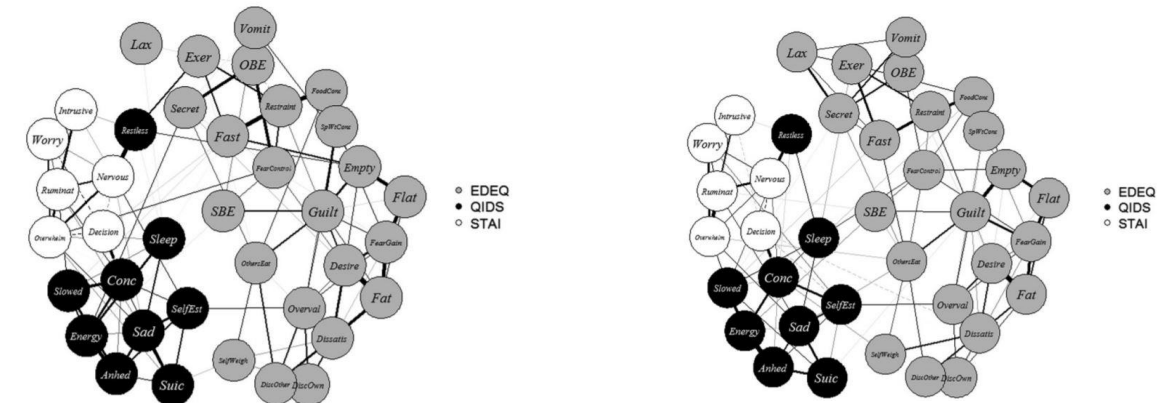 Vomit
Lax
Exer
OBE
FoodConc
Secret
Restraint
Intrusive
Restless
SpWtConc
Worry
Fast
Nervous
FearControl
Empty
Ruminat
Flat
SBE
Guilt
Overwhelm
Decision
Sleep
FearGain
OthersEat
Desire
Conc
Slowed
Fat
SelfEst
Overval
Energy
Sad
Dissatis
SelfWeigh
Anhed
Suic
DiscOther
DiscOwn
EDEQ
QIDS
STAI
Vomit
Lax
Exer
OBE
FoodConc
Secret
Restraint
Intrusive
Restless
SpWtConc
Worry
Fast
Nervous
FearControl
Empty
Ruminat
Flat
SBE
Guilt
Overwhelm
Decision
Sleep
FearGain
OthersEat
Desire
Conc
Slowed
Fat
SelfEst
Overval
Energy
Sad
Dissatis
SelfWeigh
Anhed
Suic
DiscOther
DiscOwn
EDEQ
QIDS
STAI